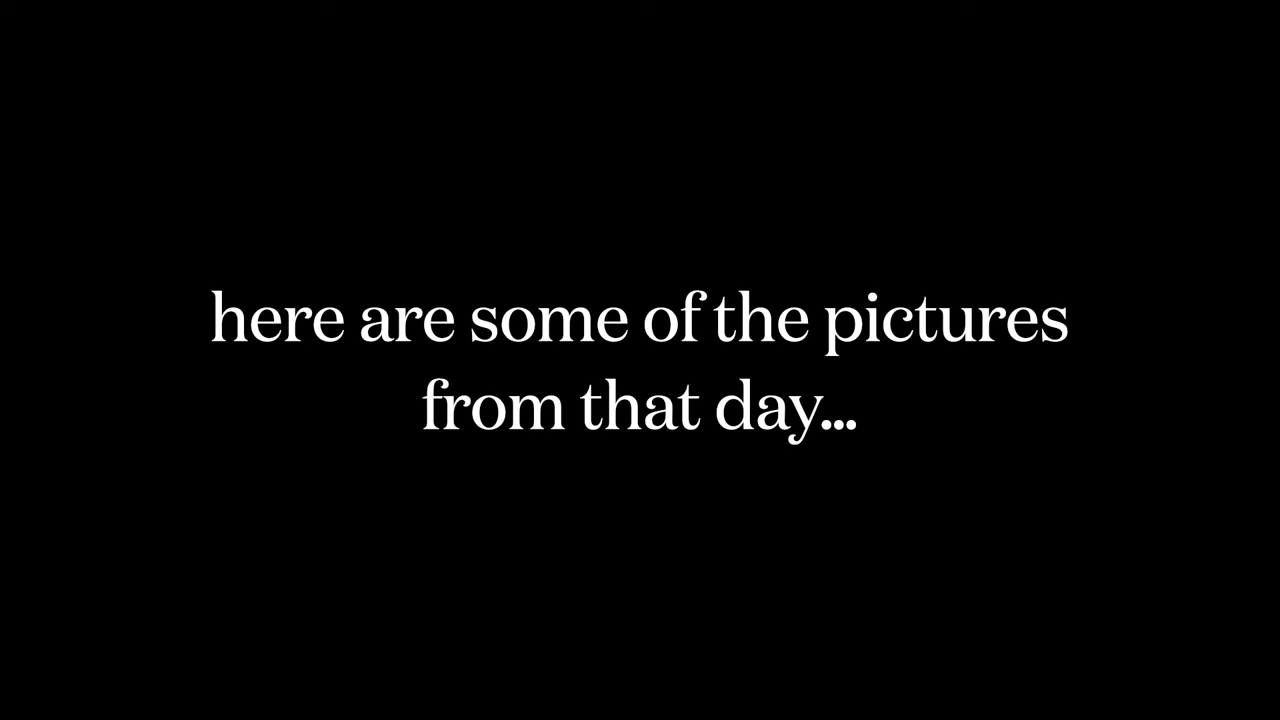 here are some of the pictures
from that day...